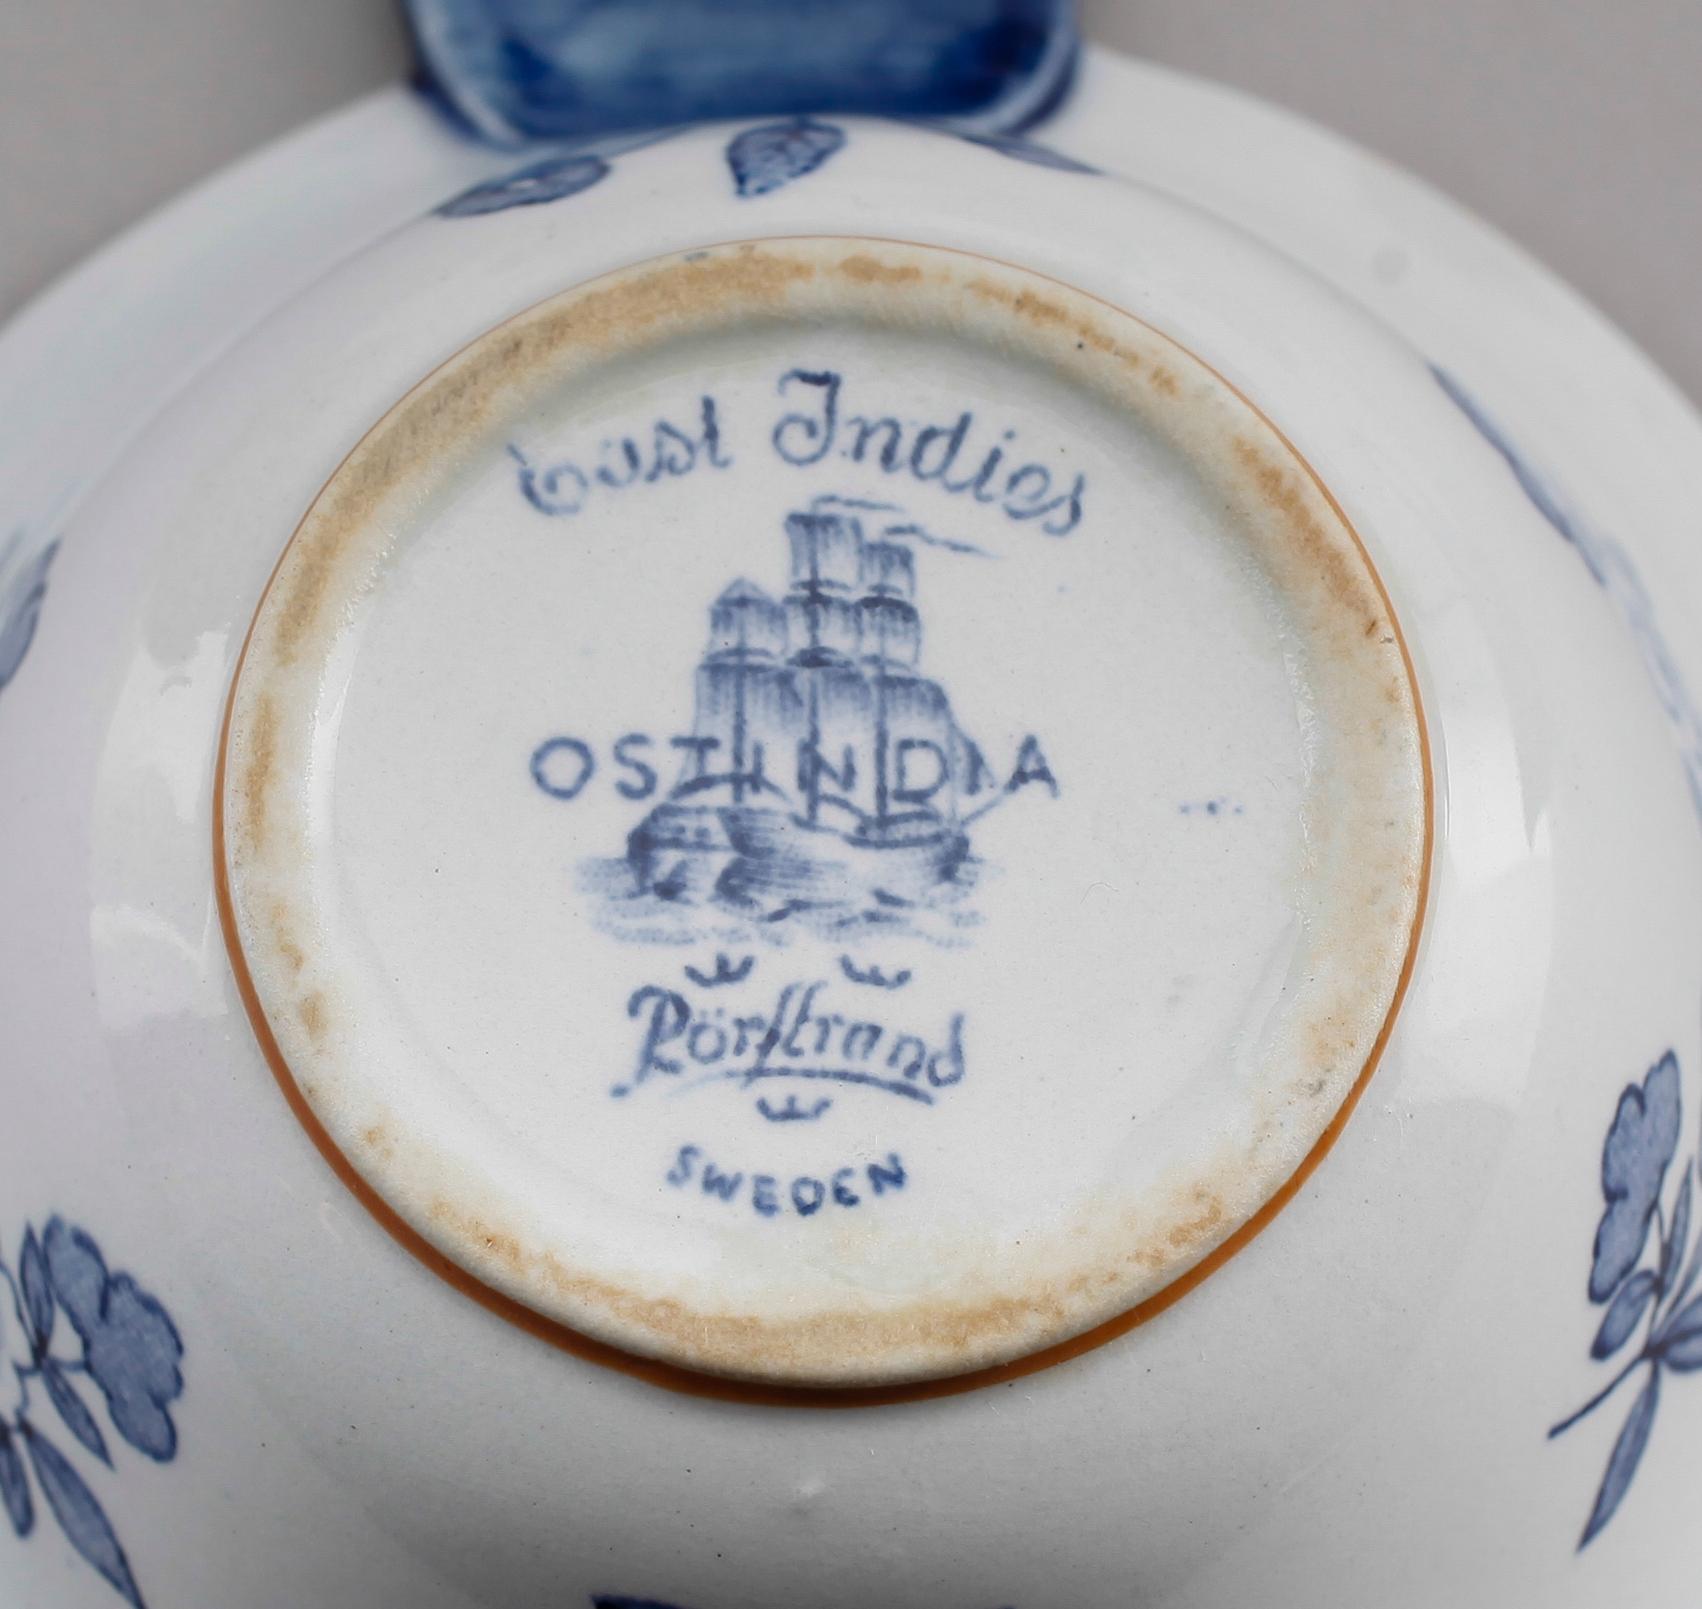 East Indies
OSTINDIA
Rörstrand
SWEDEN